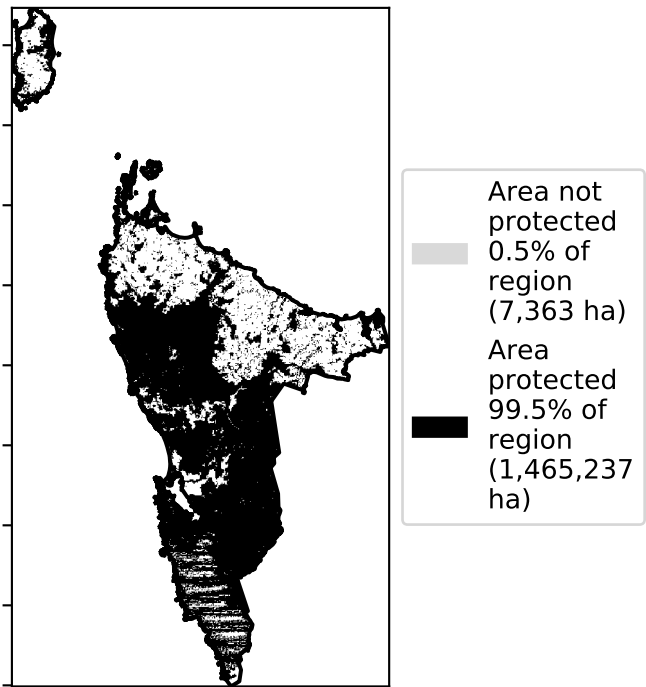 Area not
protected
0.5% of
region
(7,363 ha)
Area
protected
99.5% of
region
(1,465,237
ha)